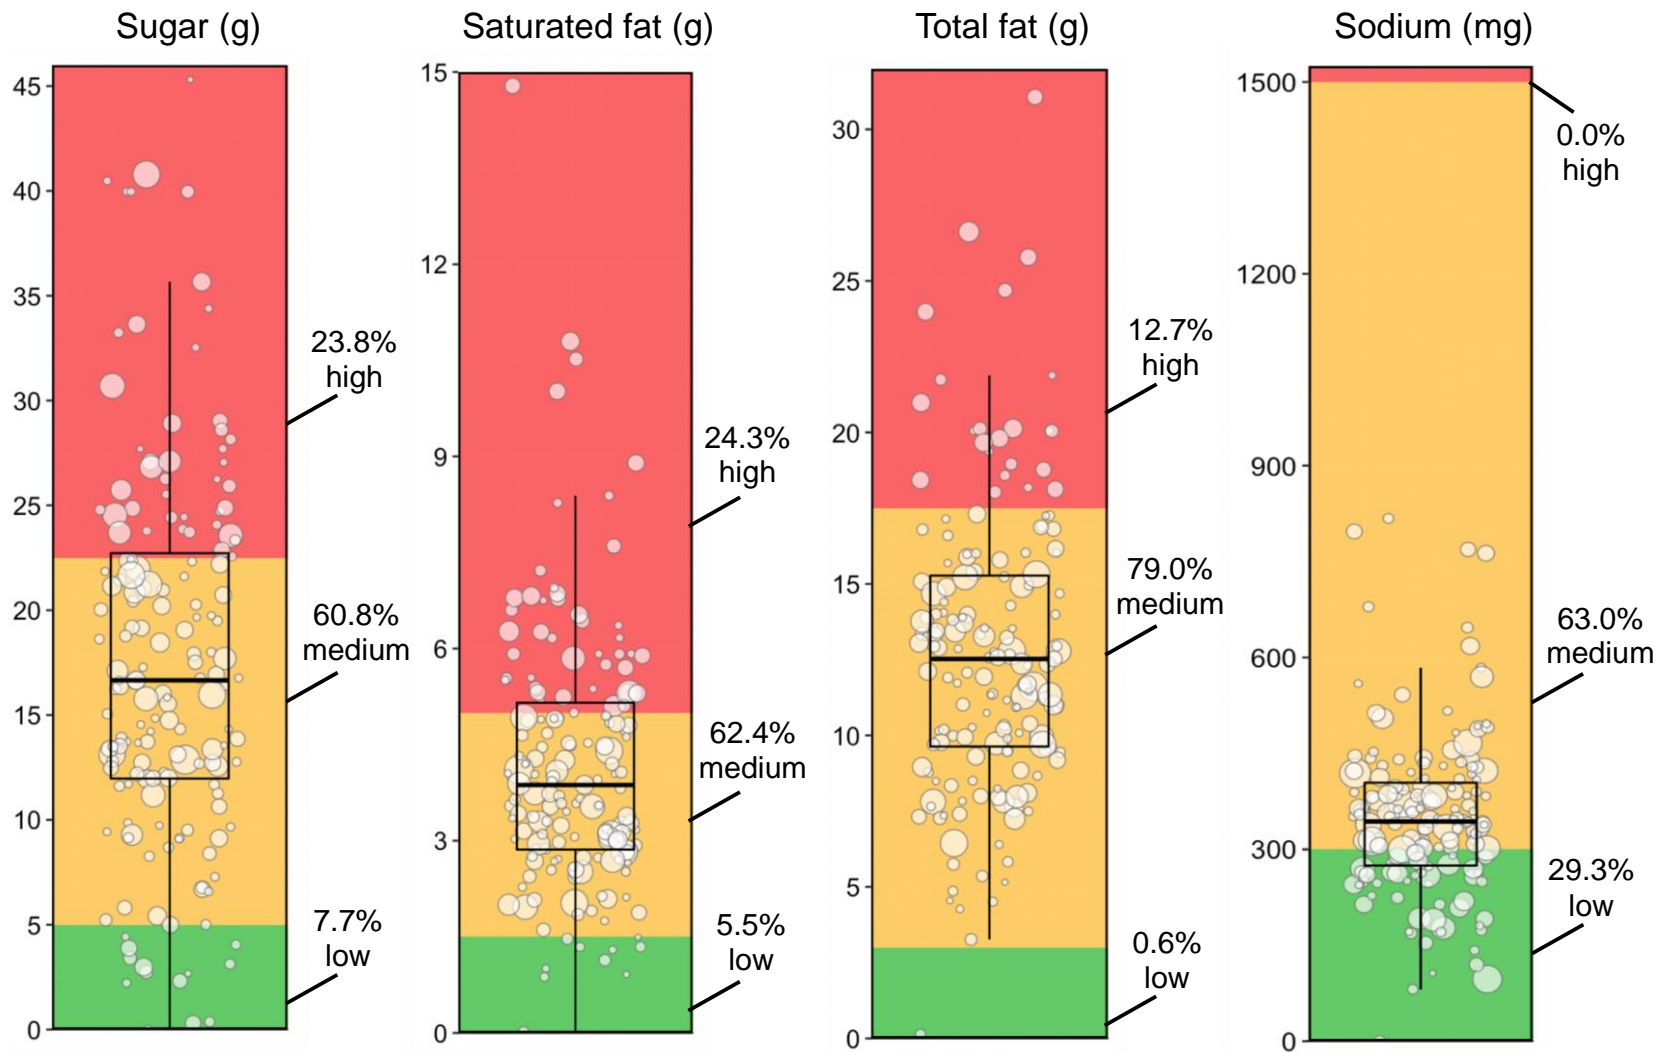 Sugar (g)
45
40
35
30
25
20
15
10
5
0
23.8%
high
60.8%
medium
7.7%
low
Saturated fat (g)
15
12
9
6
3
0
24.3%
high
62.4%
medium
5.5%
low
Total fat (g)
30
25
20
15
10
5
0
12.7%
high
79.0%
medium
0.6%
low
Sodium (mg)
1500
1200
900
600
300
0
0.0%
high
63.0%
medium
29.3%
low